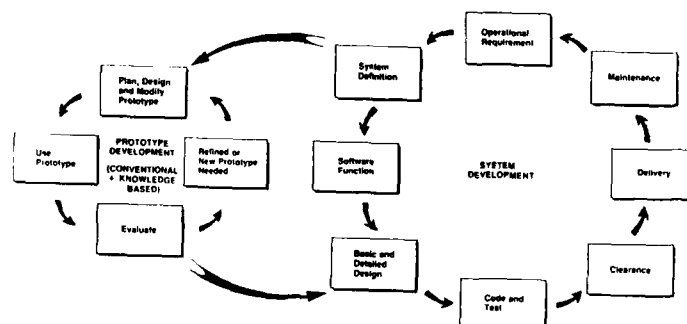 Plan, Design
and Modify
Prototype
Use
Prototype
PROTOTYPE
DEVELOPMENT
(CONVENTIONAL
+ KNOWLEDGE
BASED)
Refined or
New Prototype
Needed
Evaluate
System
Definition
Operational
Requirement
Maintenance
Software
Function
SYSTEM
DEVELOPMENT
Delivery
Basic and
Detailed
Design
Code and
Test
Clearance